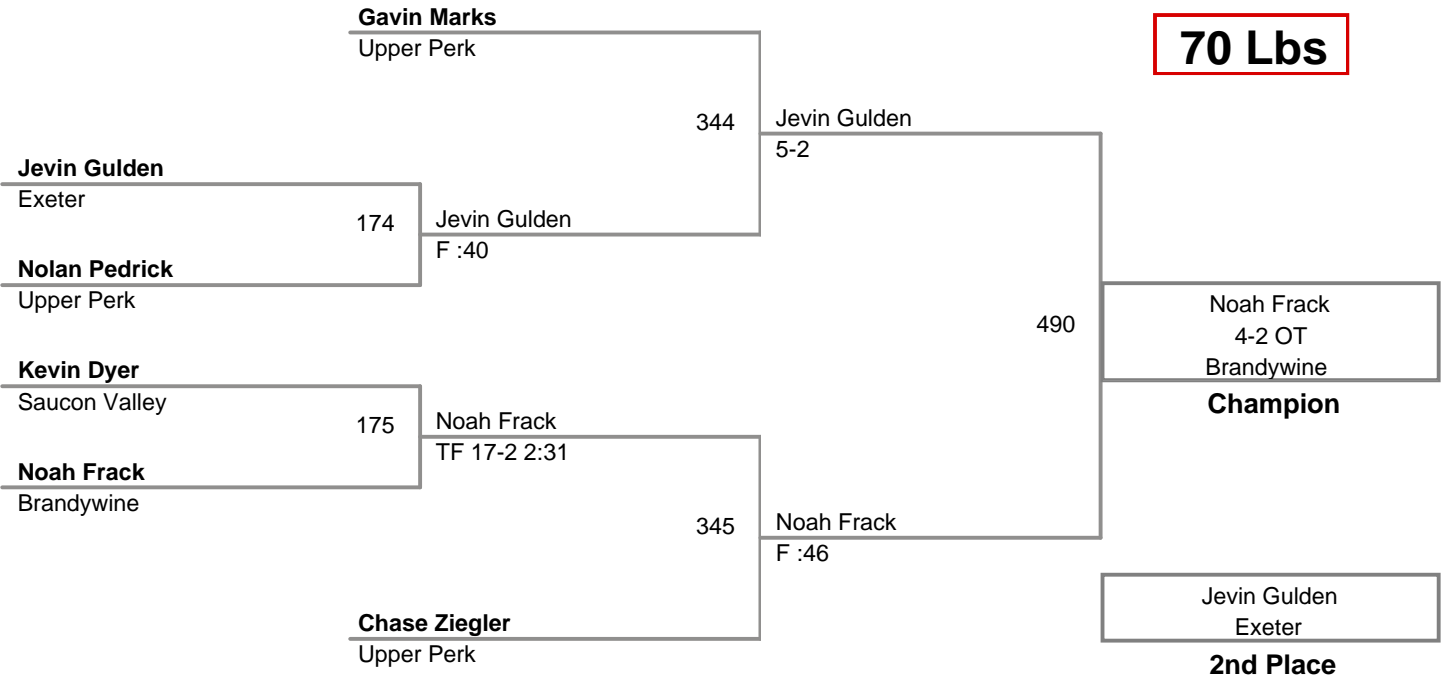 Gavin Marks
Upper Perk
70 Lbs
344
Jevin Gulden
5-2
Jevin Gulden
Exeter
174
Jevin Gulden
F :40
Nolan Pedrick
Upper Perk
490
Noah Frack
4-2 OT
Brandywine
Champion
Kevin Dyer
Saucon Valley
175
Noah Frack
TF 17-2 2:31
Noah Frack
Brandywine
345
Noah Frack
F :46
Chase Ziegler
Upper Perk
Jevin Gulden
Exeter
2nd Place